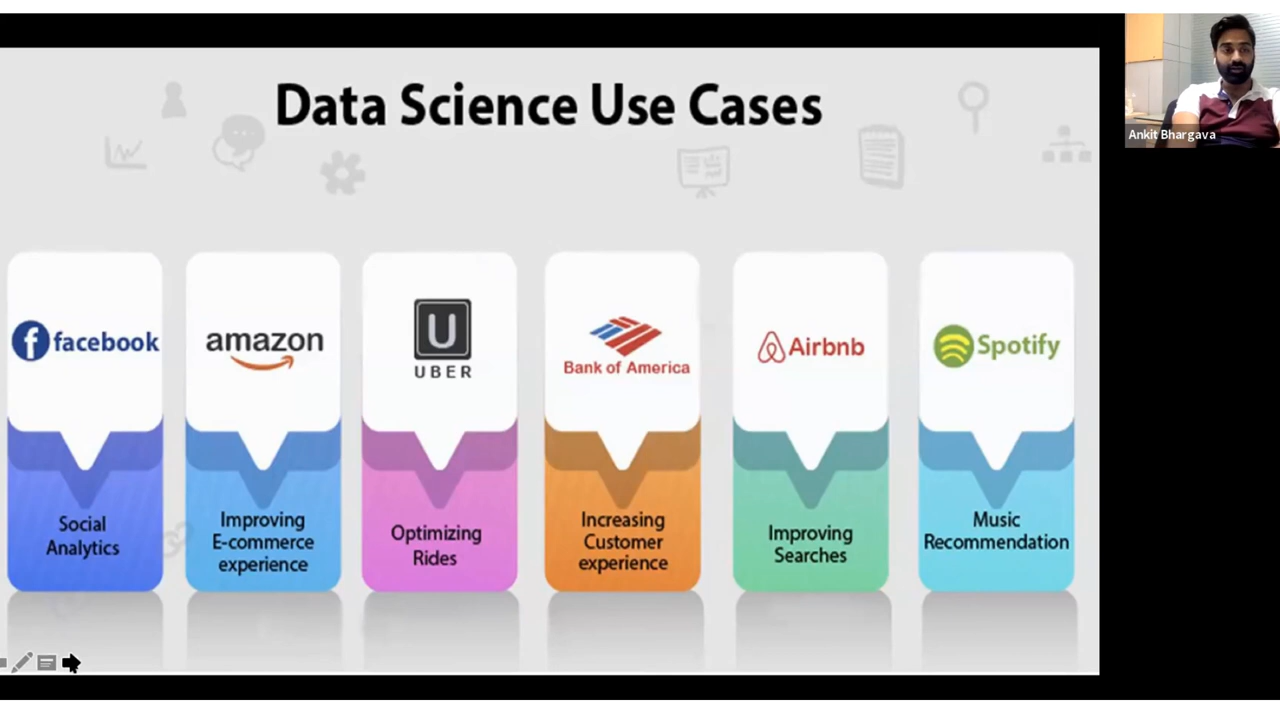 Data Science Use Cases
Ankit Bhargava
facebook
amazon
U
UBER
Bank of America
Airbnb
Spotify
Social
Analytics
Improving
E-commerce
experience
Optimizing
Rides
Increasing
Customer
experience
Improving
Searches
Music
Recommendation